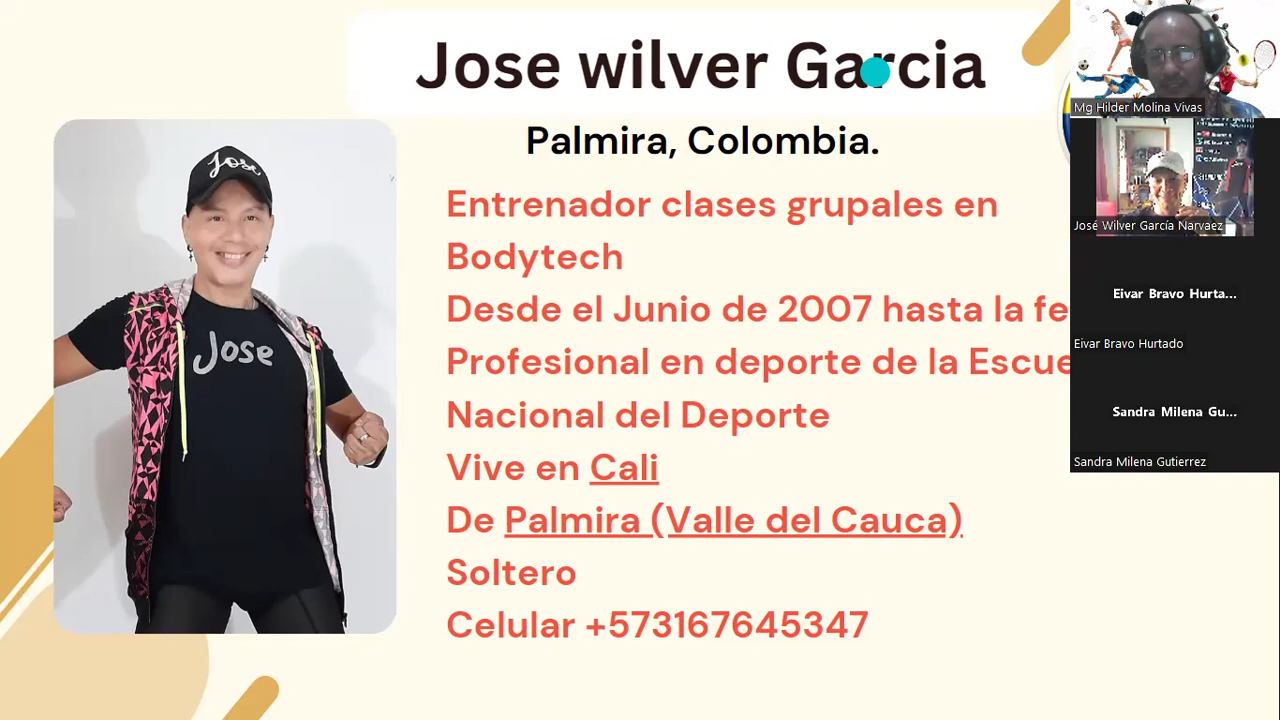 Jose wilver Garcia
Palmira, Colombia.
Entrenador clases grupales en
Bodytech
Desde el Junio de 2007 hasta la fe
Profesional en deporte de la Escue
Nacional del Deporte
Vive en Cali
De Palmira (Valle del Cauca)
Soltero
Celular +573167645347
Jose
Jose
Mg Hilder Molina Vivas
José Wilver García Narvaez
Eivar Bravo Hurta...
Eivar Bravo Hurtado
Sandra Milena Gu...
Sandra Milena Gutierrez